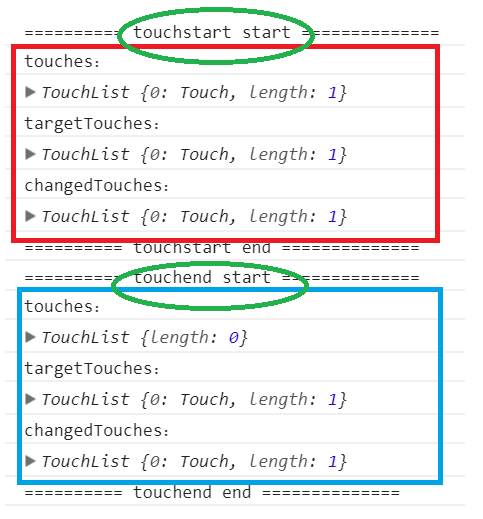 ========== touchstart start ==============
touches：
▶ TouchList {0: Touch, length: 1}
targetTouches：
▶ TouchList {0: Touch, length: 1}
changedTouches：
▶ TouchList {0: Touch, length: 1}
========== touchstart end ==============
========== touchend start ==============
touches：
▶ TouchList {length: 0}
targetTouches：
▶ TouchList {0: Touch, length: 1}
changedTouches：
▶ TouchList {0: Touch, length: 1}
========== touchend end ==============